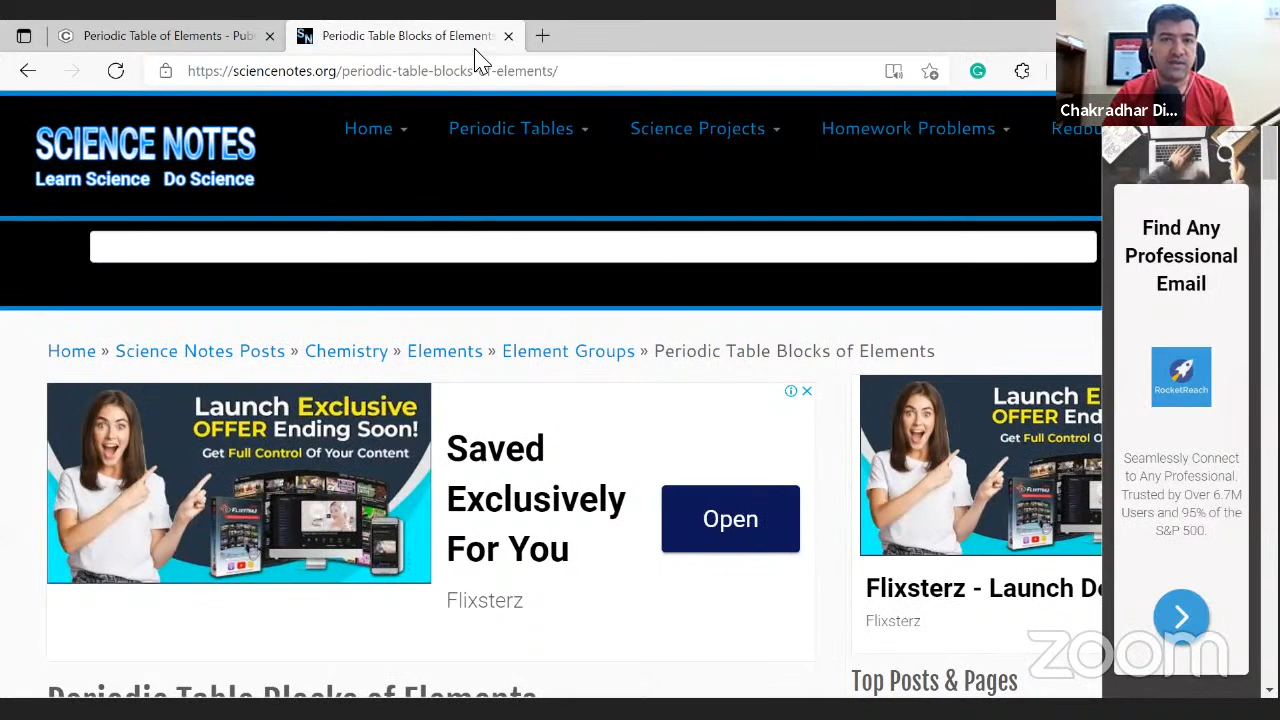 Periodic Table of Elements - Pub
Periodic Table Blocks of Elements
https://sciencenotes.org/periodic-table-blocks-of-elements/
Chakradhar Di...
SCIENCE NOTES
Learn Science Do Science
Home
Periodic Tables
Science Projects
Homework Problems
Home » Science Notes Posts » Chemistry » Elements » Element Groups » Periodic Table Blocks of Elements
Launch Exclusive
OFFER Ending Soon!
Get Full Control Of Your Content
FLIXSTERZ
Saved
Exclusively
For You
Flixsterz
Open
Launch E
OFFER End
Get Full Control O
Flixsterz - Launch De
Flixsterz
Top Posts & Pages
Periodic Table Blocks of Elements
Find Any
Professional
Email
RocketReach
Seamlessly Connect
to Any Professional.
Trusted by Over 6.7M
Users and 95% of the
S&P 500.
zoom